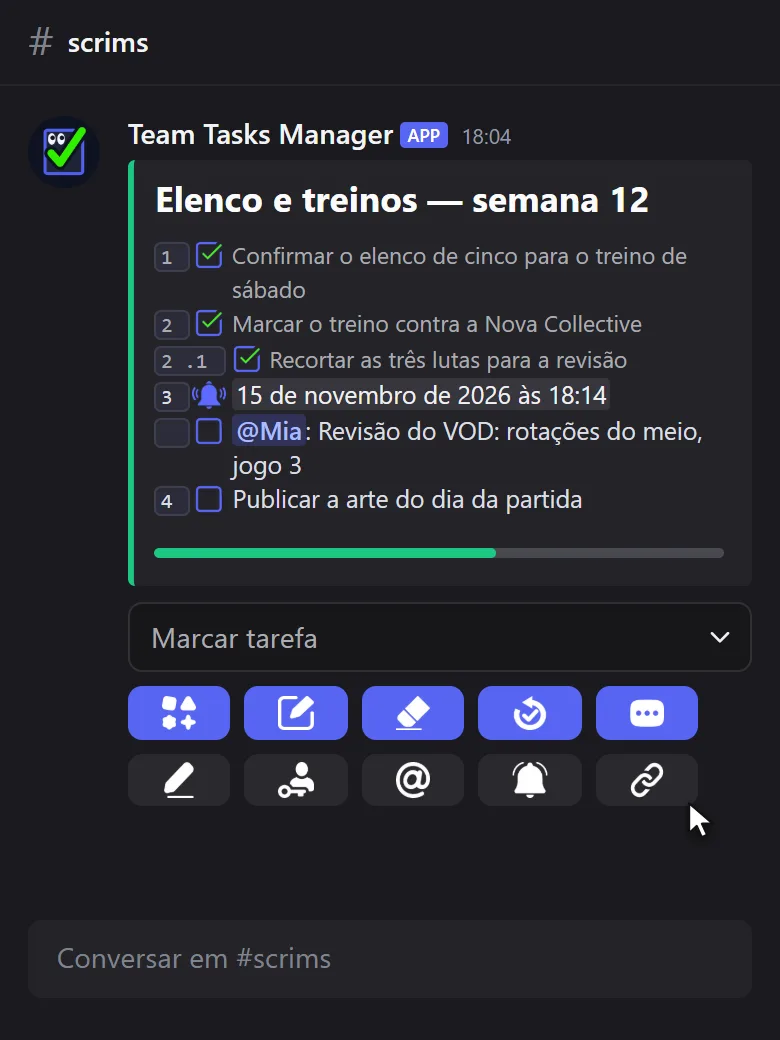 # scrims
Team Tasks Manager APP 18:04
Elenco e treinos — semana 12
1 Confirmar o elenco de cinco para o treino de
sábado
2 Marcar o treino contra a Nova Collective
2 .1 Recortar as três lutas para a revisão
3 15 de novembro de 2026 às 18:14
@Mia: Revisão do VOD: rotações do meio,
jogo 3
4 Publicar a arte do dia da partida
Marcar tarefa
Conversar em #scrims